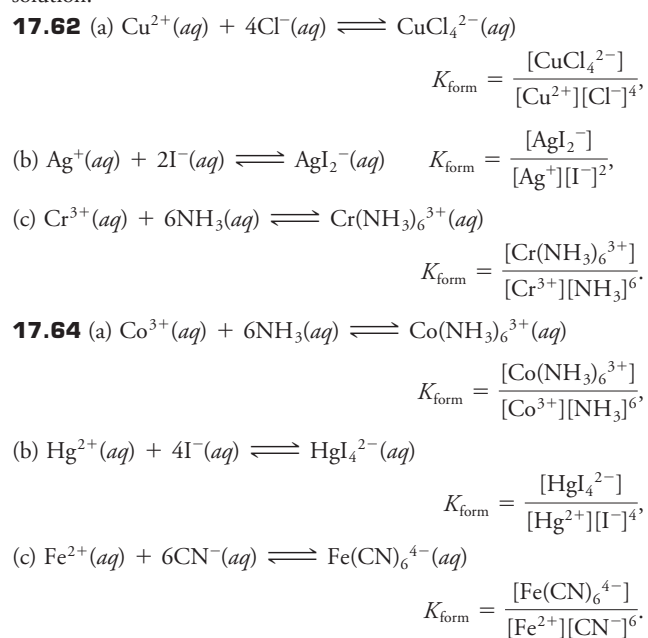 solution.
17.62 (a) Cu²⁺(aq) + 4Cl⁻(aq) ⇌ CuCl₄²⁻(aq)
K_form = [CuCl₄²⁻] / [Cu²⁺][Cl⁻]⁴,
(b) Ag⁺(aq) + 2I⁻(aq) ⇌ AgI₂⁻(aq) K_form = [AgI₂⁻] / [Ag⁺][I⁻]²,
(c) Cr³⁺(aq) + 6NH₃(aq) ⇌ Cr(NH₃)₆³⁺(aq)
K_form = [Cr(NH₃)₆³⁺] / [Cr³⁺][NH₃]⁶.
17.64 (a) Co³⁺(aq) + 6NH₃(aq) ⇌ Co(NH₃)₆³⁺(aq)
K_form = [Co(NH₃)₆³⁺] / [Co³⁺][NH₃]⁶,
(b) Hg²⁺(aq) + 4I⁻(aq) ⇌ HgI₄²⁻(aq)
K_form = [HgI₄²⁻] / [Hg²⁺][I⁻]⁴,
(c) Fe²⁺(aq) + 6CN⁻(aq) ⇌ Fe(CN)₆⁴⁻(aq)
K_form = [Fe(CN)₆⁴⁻] / [Fe²⁺][CN⁻]⁶.